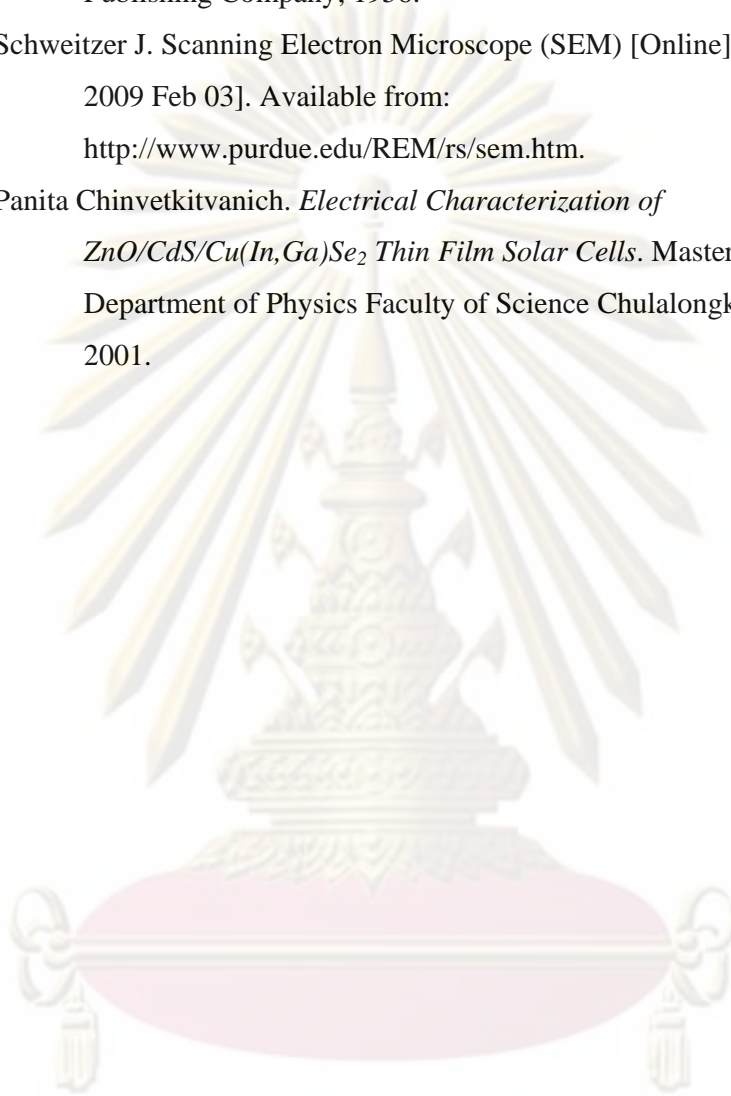 Publishing Company, 1958.
Schweitzer J. Scanning Electron Microscope (SEM) [Online]
2009 Feb 03]. Available from:
http://www.purdue.edu/REM/rs/sem.htm.
Panita Chinvetkitvanich. Electrical Characterization of
ZnO/CdS/Cu(In,Ga)Se₂ Thin Film Solar Cells. Master
Department of Physics Faculty of Science Chulalongk
2001.